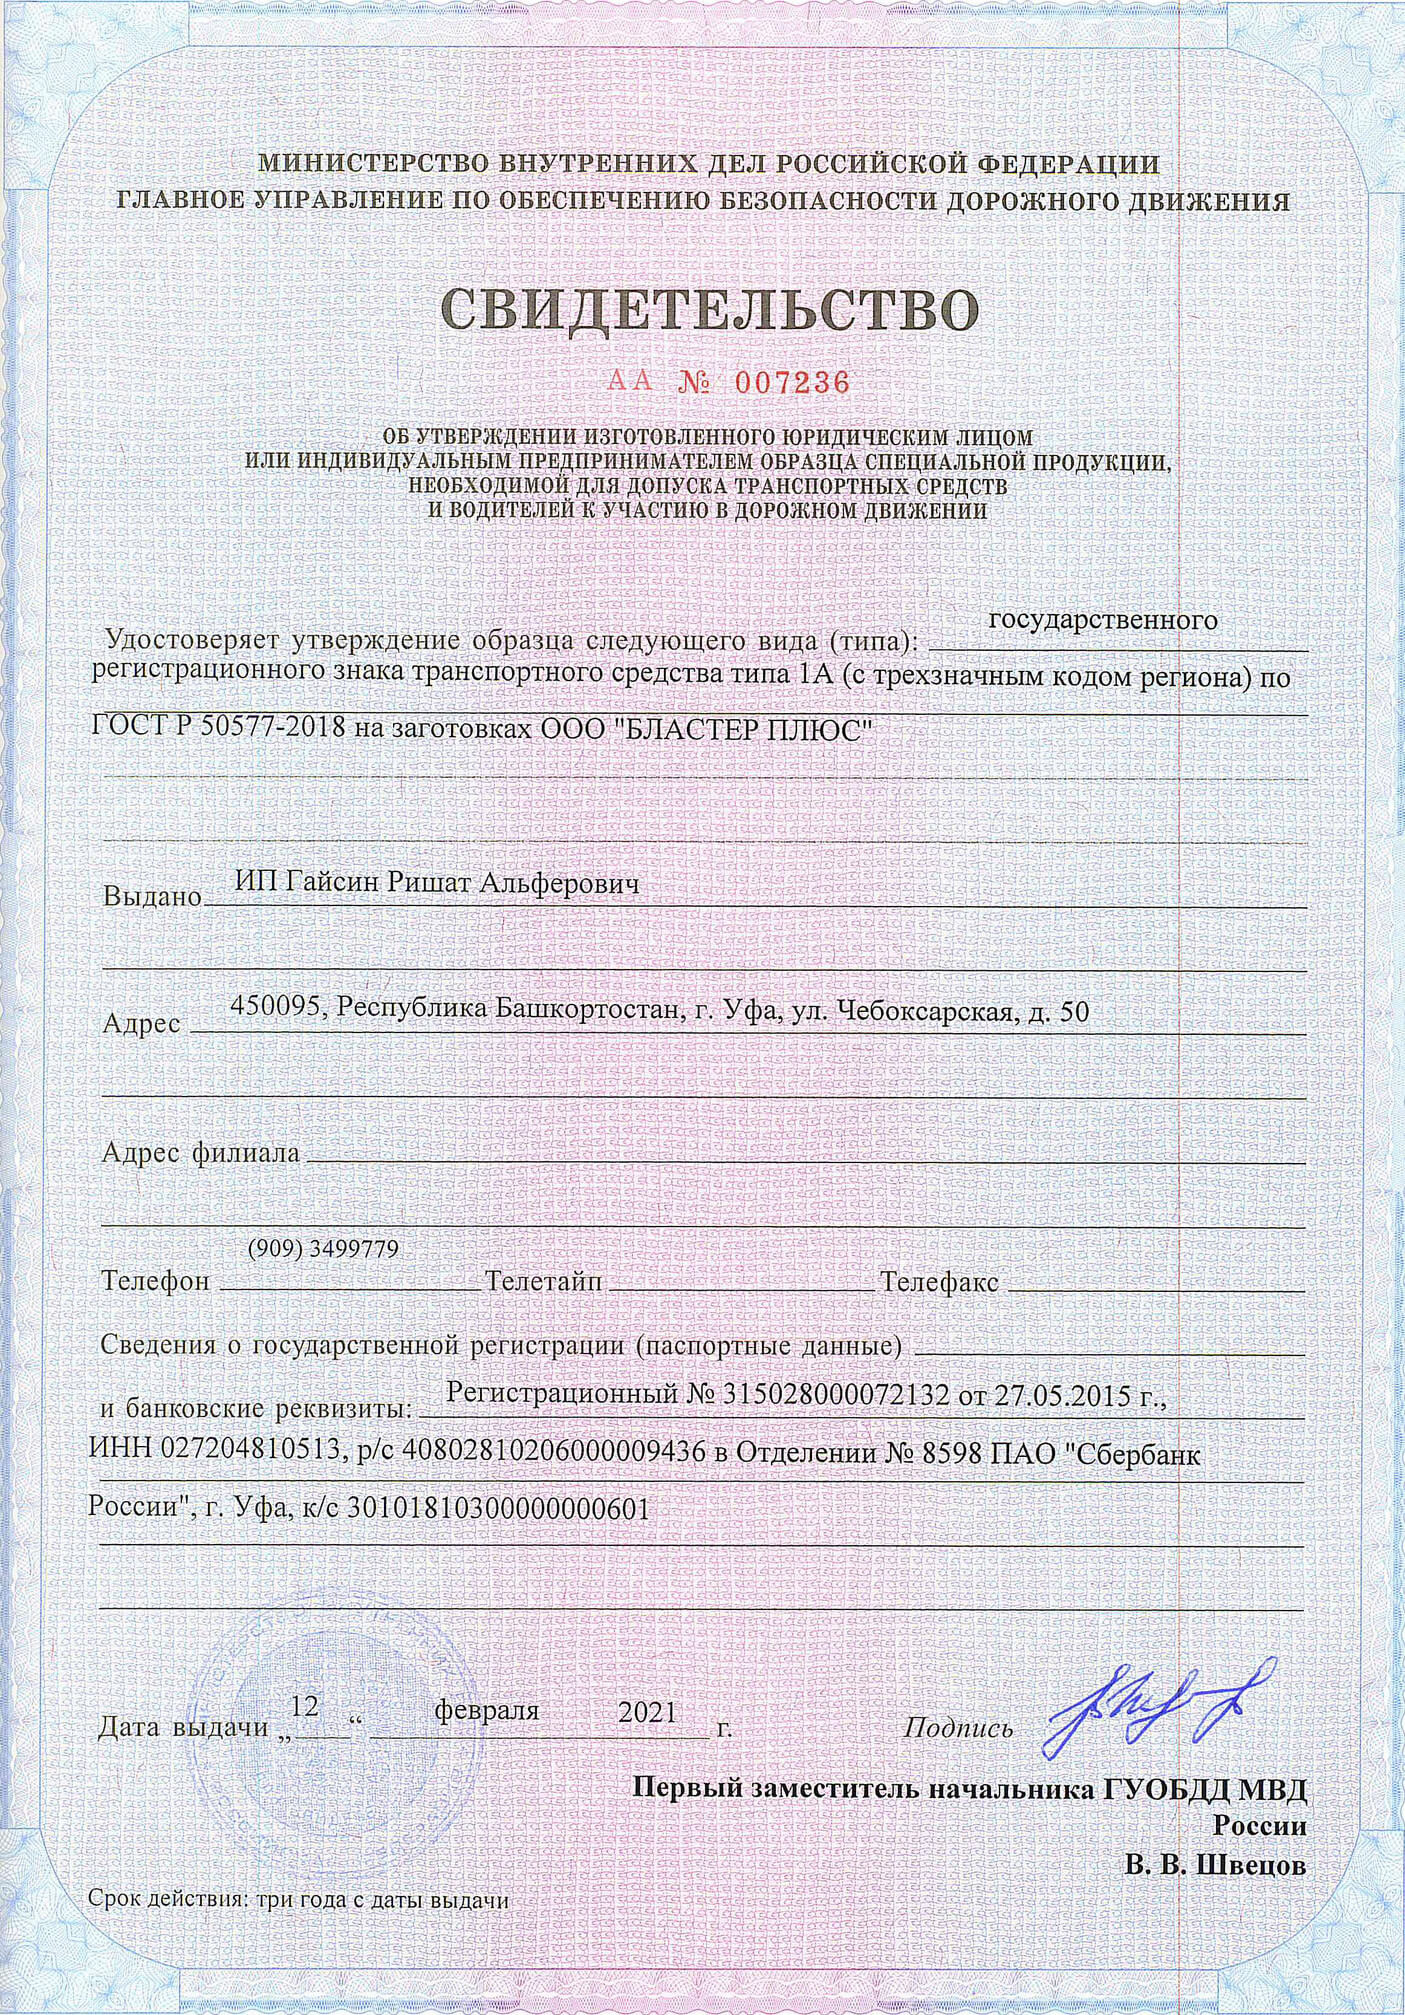 МИНИСТЕРСТВО ВНУТРЕННИХ ДЕЛ РОССИЙСКОЙ ФЕДЕРАЦИИ
ГЛАВНОЕ УПРАВЛЕНИЕ ПО ОБЕСПЕЧЕНИЮ БЕЗОПАСНОСТИ ДОРОЖНОГО ДВИЖЕНИЯ
СВИДЕТЕЛЬСТВО
АА № 007236
ОБ УТВЕРЖДЕНИИ ИЗГОТОВЛЕННОГО ЮРИДИЧЕСКИМ ЛИЦОМ
ИЛИ ИНДИВИДУАЛЬНЫМ ПРЕДПРИНИМАТЕЛЕМ ОБРАЗЦА СПЕЦИАЛЬНОЙ ПРОДУКЦИИ,
НЕОБХОДИМОЙ ДЛЯ ДОПУСКА ТРАНСПОРТНЫХ СРЕДСТВ
И ВОДИТЕЛЕЙ К УЧАСТИЮ В ДОРОЖНОМ ДВИЖЕНИИ
Удостоверяет утверждение образца следующего вида (типа): государственного
регистрационного знака транспортного средства типа 1А (с трехзначным кодом региона) по
ГОСТ Р 50577-2018 на заготовках ООО "БЛАСТЕР ПЛЮС"
Выдано ИП Гайсин Ришат Альферович
Адрес 450095, Республика Башкортостан, г. Уфа, ул. Чебоксарская, д. 50
Адрес филиала
Телефон (909) 3499779 Телетайп Телефакс
Сведения о государственной регистрации (паспортные данные)
и банковские реквизиты: Регистрационный № 315028000072132 от 27.05.2015 г.,
ИНН 027204810513, р/с 40802810206000009436 в Отделении № 8598 ПАО "Сбербанк
России", г. Уфа, к/с 30101810300000000601
Дата выдачи „12“ февраля 2021 г. Подпись
Первый заместитель начальника ГУОБДД МВД
России
В. В. Швецов
Срок действия: три года с даты выдачи